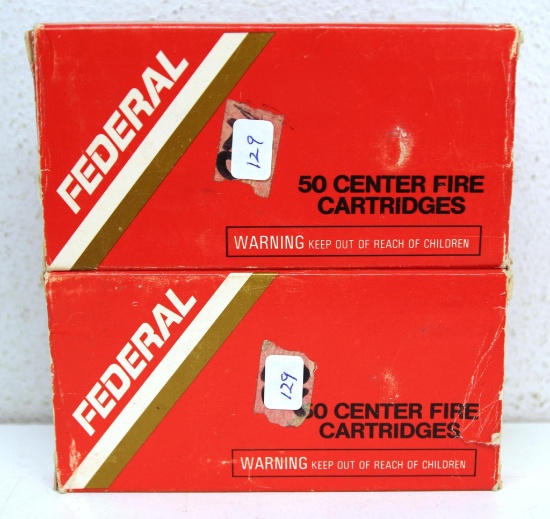 FEDERAL
129
50 CENTER FIRE
CARTRIDGES
WARNING KEEP OUT OF REACH OF CHILDREN
FEDERAL
129
50 CENTER FIRE
CARTRIDGES
WARNING KEEP OUT OF REACH OF CHILDREN